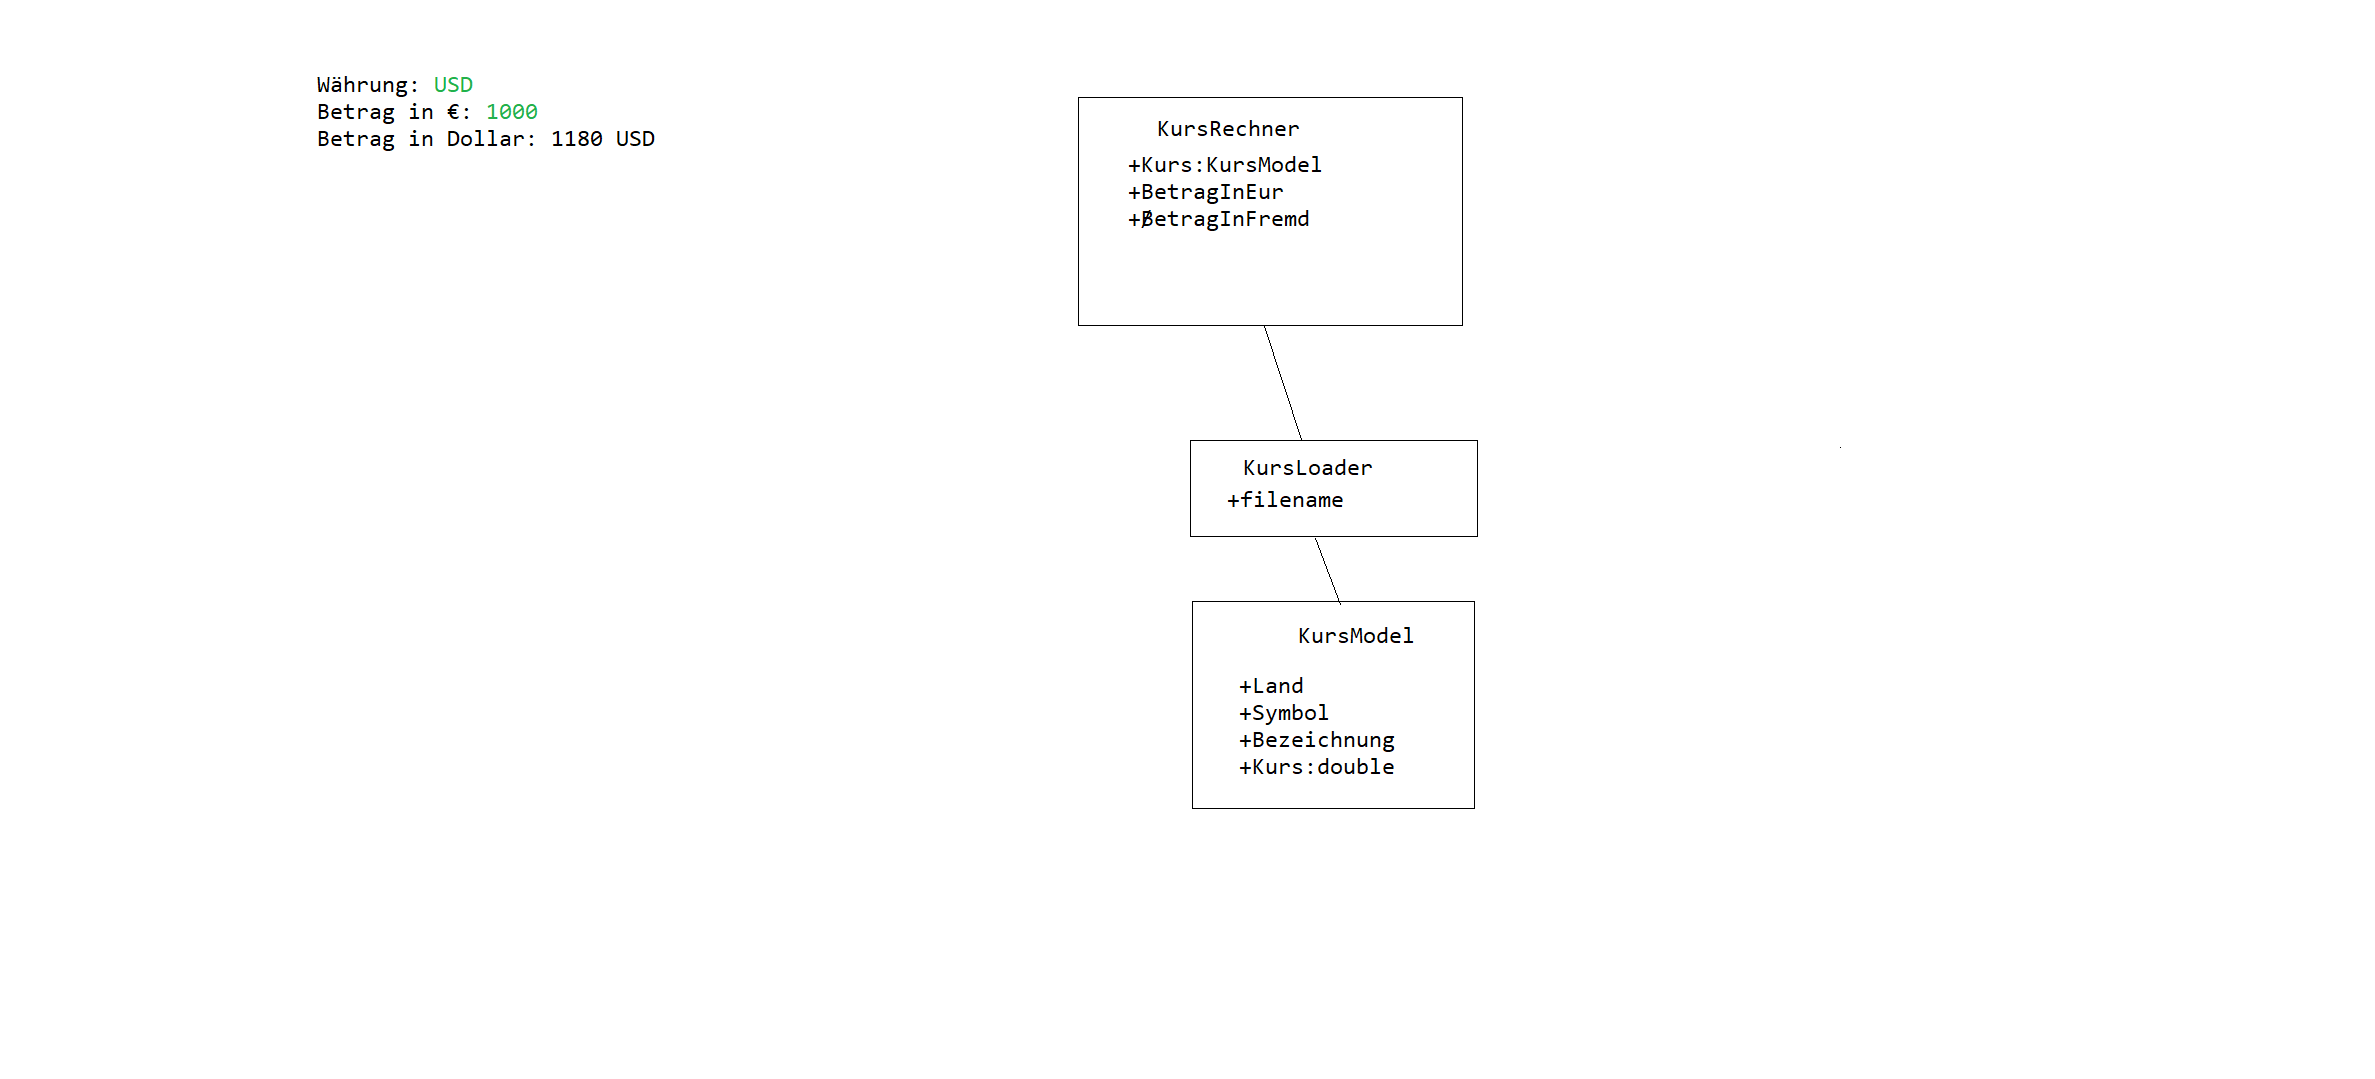 Währung: USD
Betrag in €: 1000
Betrag in Dollar: 1180 USD
KursRechner
+Kurs:KursModel
+BetragInEur
+/BetragInFremd
KursLoader
+filename
KursModel
+Land
+Symbol
+Bezeichnung
+Kurs:double